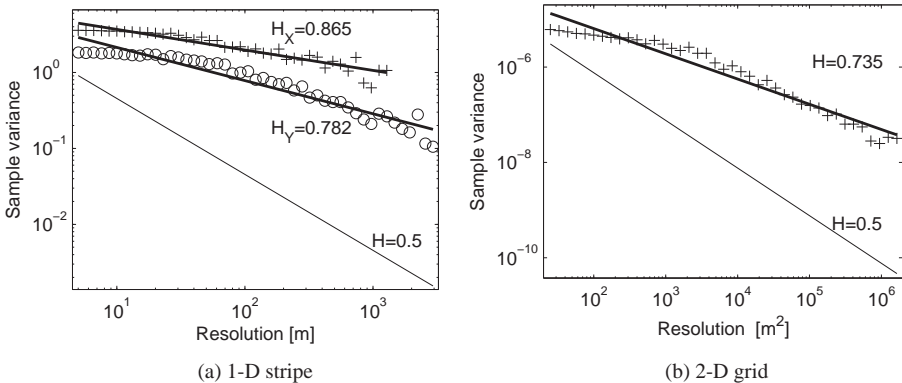 H_X=0.865
H_Y=0.782
H=0.5
10^0
10^{-1}
10^{-2}
10^1
10^2
10^3
Sample variance
Resolution [m]
(a) 1-D stripe
H=0.735
H=0.5
10^{-6}
10^{-8}
10^{-10}
10^2
10^3
10^4
10^5
10^6
Sample variance
Resolution [m^2]
(b) 2-D grid